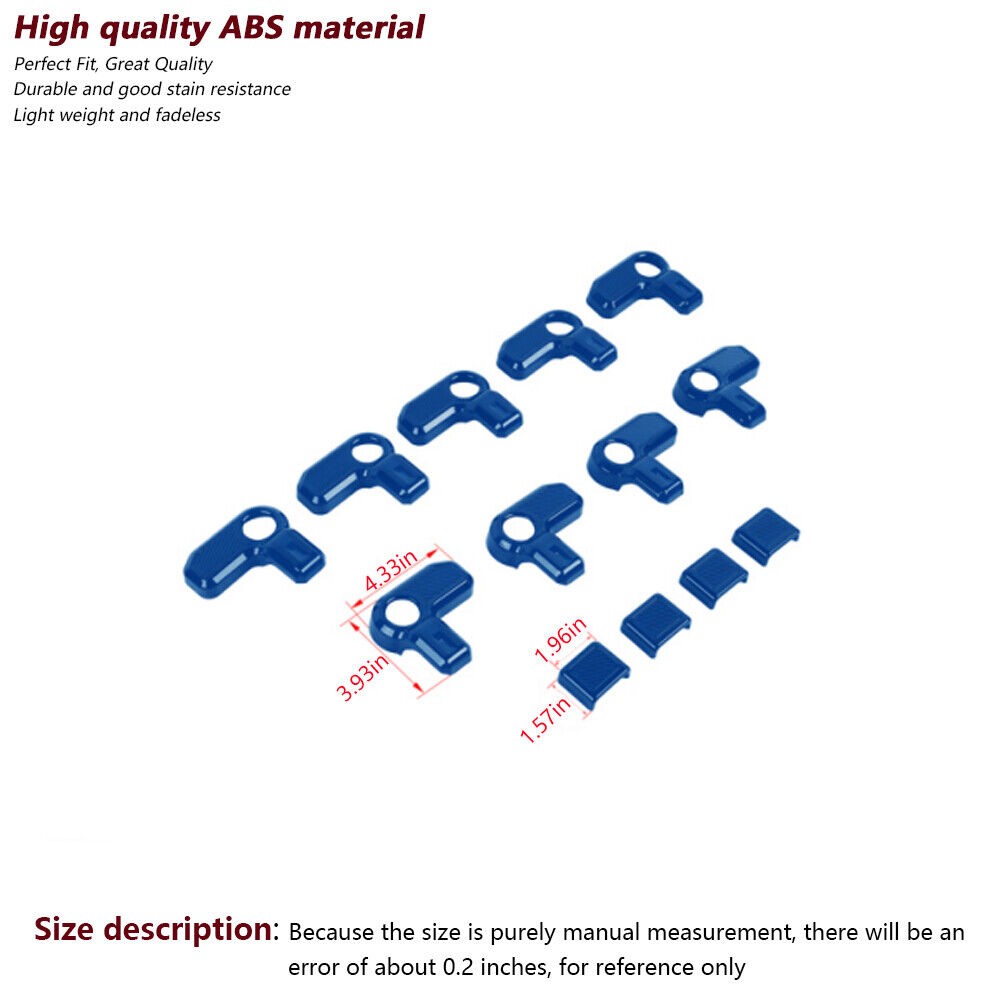 High quality ABS material
Perfect Fit, Great Quality
Durable and good stain resistance
Light weight and fadeless
4.33in
3.93in
1.96in
1.57in
Size description: Because the size is purely manual measurement, there will be an
error of about 0.2 inches, for reference only